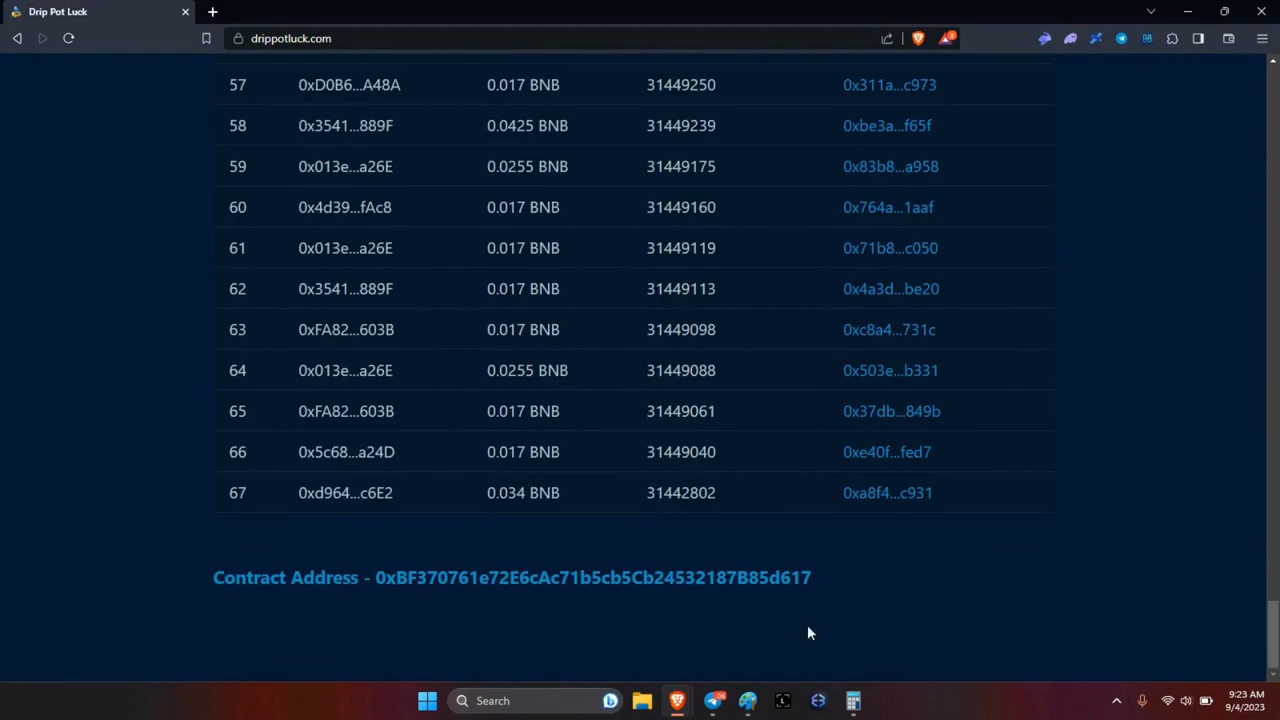 Drip Pot Luck
drippotluck.com
57 0xD0B6...A48A 0.017 BNB 31449250 0x311a...c973
58 0x3541...889F 0.0425 BNB 31449239 0xbe3a...f65f
59 0x013e...a26E 0.0255 BNB 31449175 0x83b8...a958
60 0x4d39...fAc8 0.017 BNB 31449160 0x764a...1aaf
61 0x013e...a26E 0.017 BNB 31449119 0x71b8...c050
62 0x3541...889F 0.017 BNB 31449113 0x4a3d...be20
63 0xFA82...603B 0.017 BNB 31449098 0xc8a4...731c
64 0x013e...a26E 0.0255 BNB 31449088 0x503e...b331
65 0xFA82...603B 0.017 BNB 31449061 0x37db...849b
66 0x5c68...a24D 0.017 BNB 31449040 0xe40f...fed7
67 0xd964...c6E2 0.034 BNB 31442802 0xa8f4...c931
Contract Address - 0xBF370761e72E6cAc71b5cb5Cb24532187B85d617
Search
9:23 AM
9/4/2023